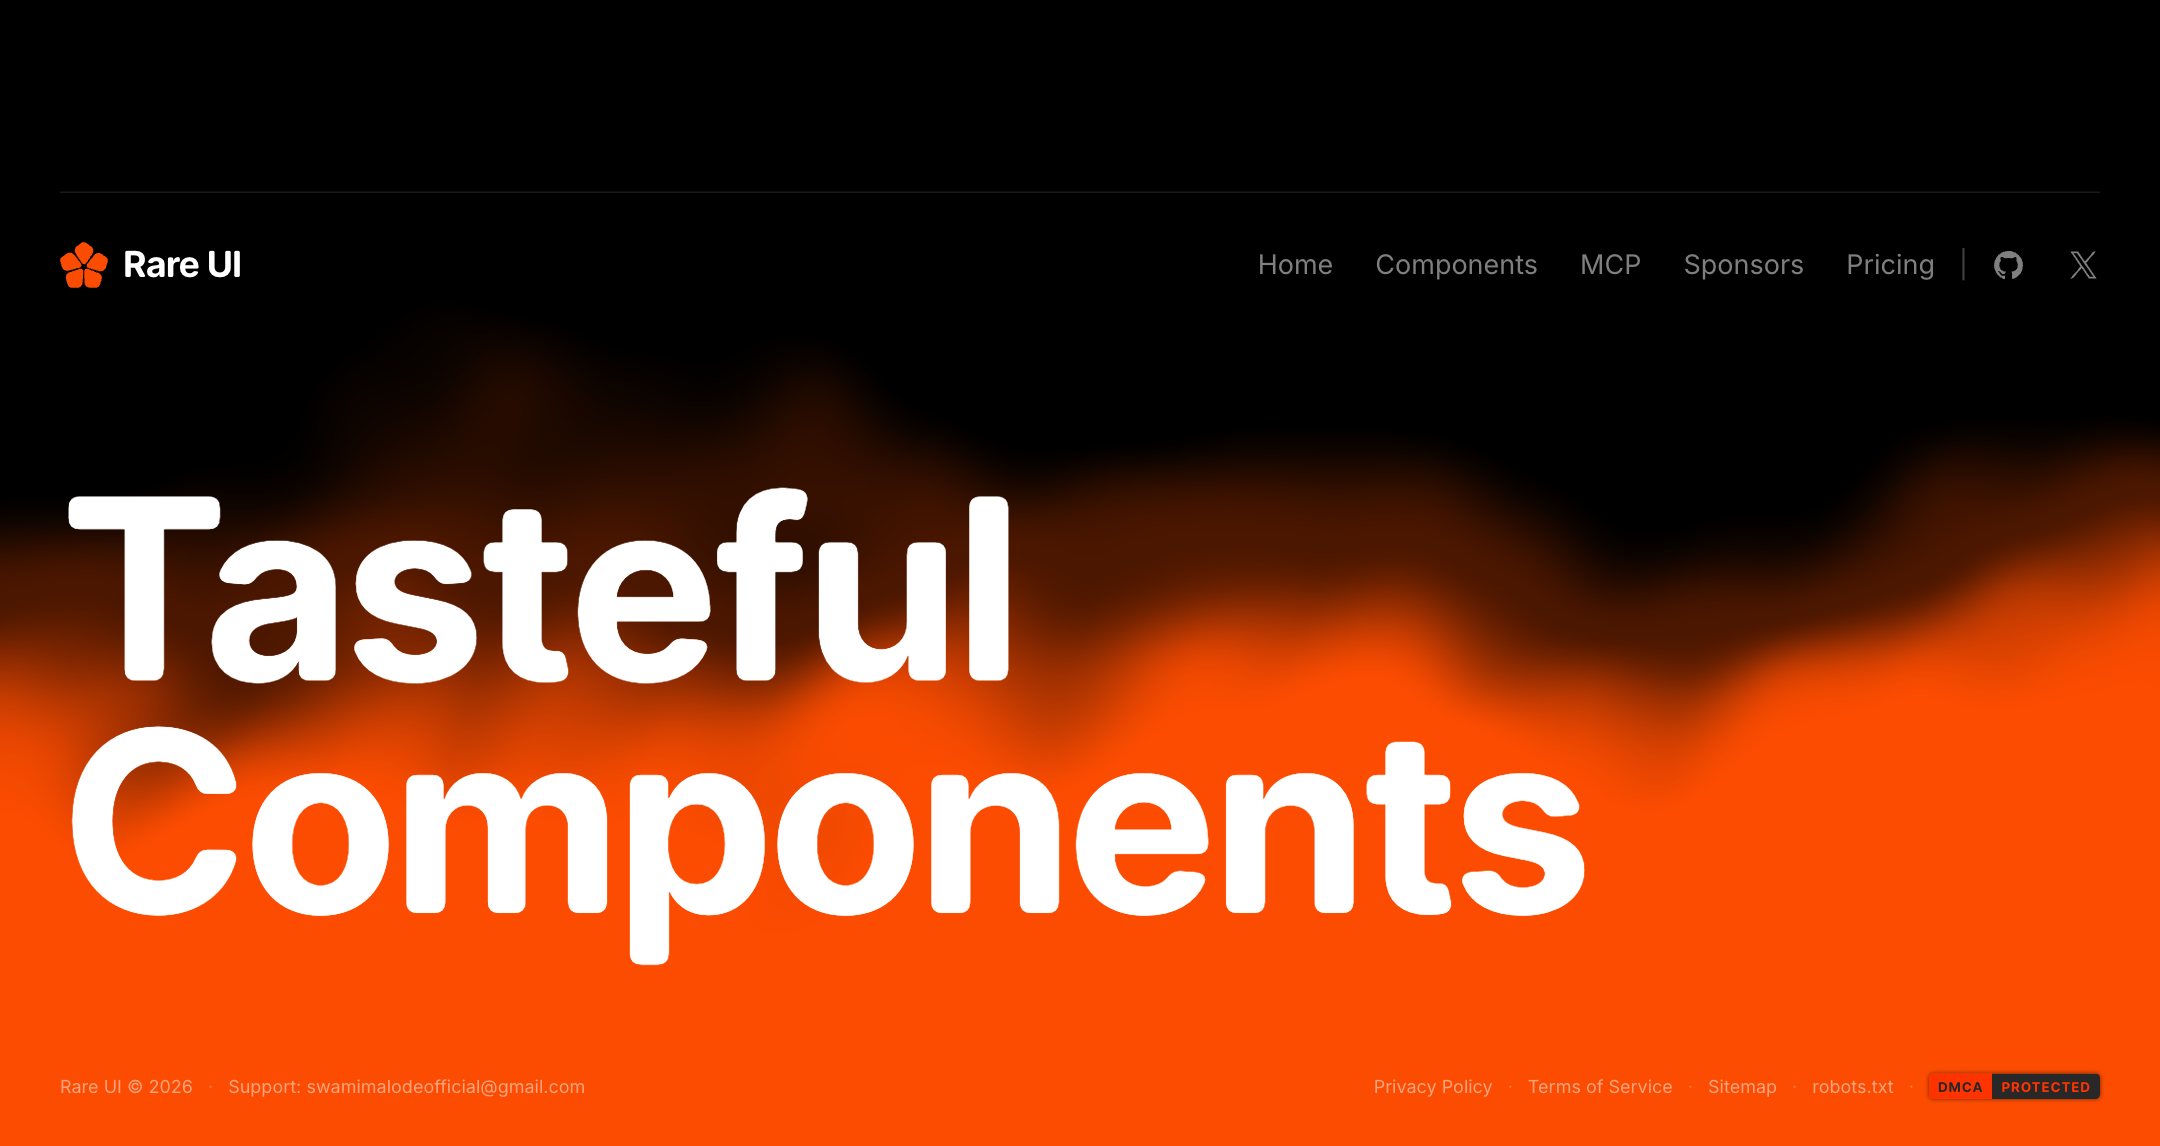 Rare UI
Home Components MCP Sponsors Pricing
Tasteful
Components
Rare UI © 2026 · Support: swamimalodeofficial@gmail.com
Privacy Policy · Terms of Service · Sitemap · robots.txt · DMCA PROTECTED